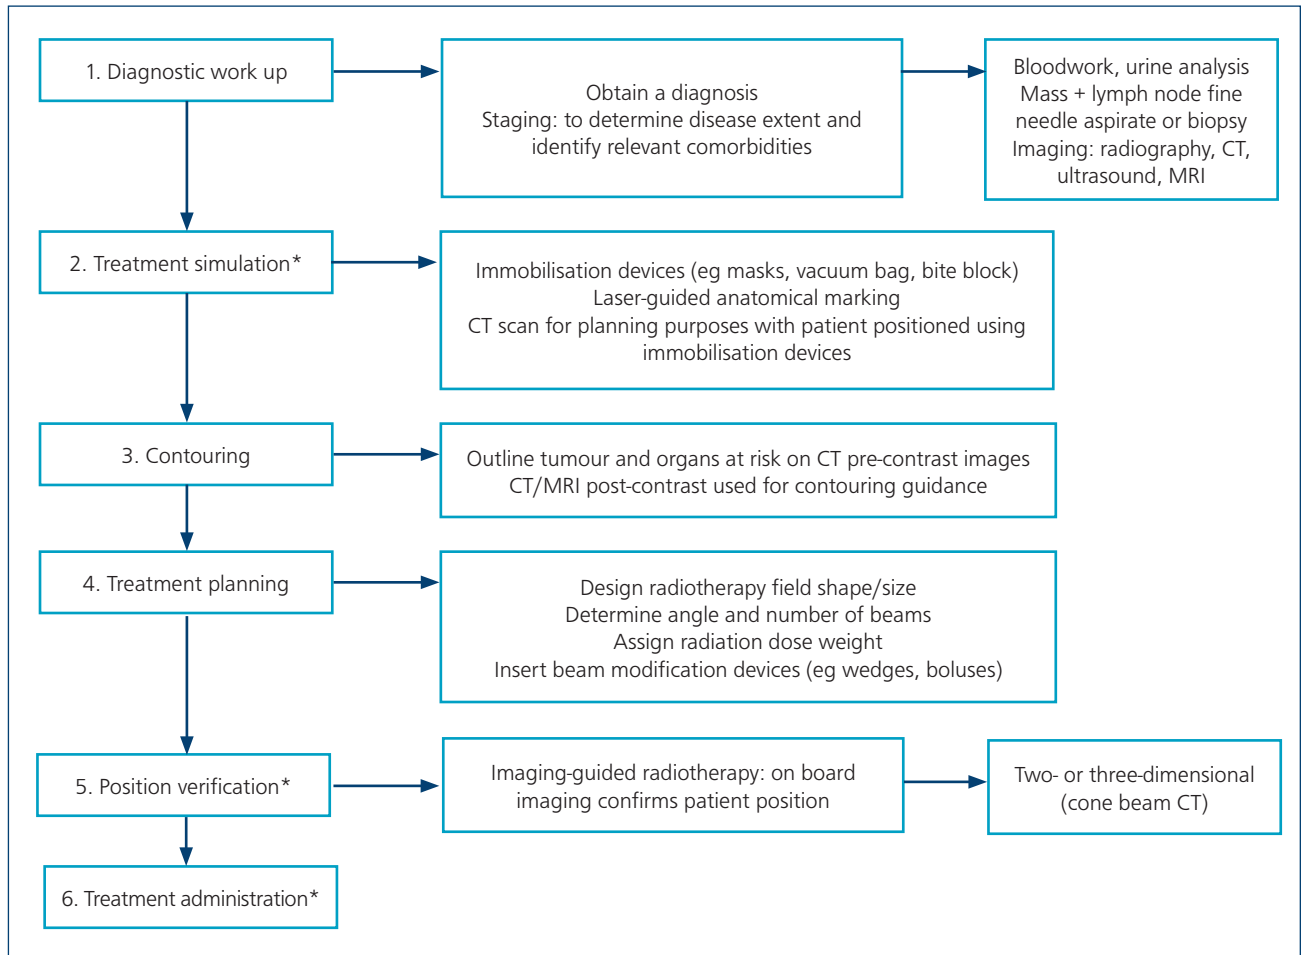 1. Diagnostic work up
Obtain a diagnosis
Staging: to determine disease extent and
identify relevant comorbidities
Bloodwork, urine analysis
Mass + lymph node fine
needle aspirate or biopsy
Imaging: radiography, CT,
ultrasound, MRI
2. Treatment simulation*
Immobilisation devices (eg masks, vacuum bag, bite block)
Laser-guided anatomical marking
CT scan for planning purposes with patient positioned using
immobilisation devices
3. Contouring
Outline tumour and organs at risk on CT pre-contrast images
CT/MRI post-contrast used for contouring guidance
4. Treatment planning
Design radiotherapy field shape/size
Determine angle and number of beams
Assign radiation dose weight
Insert beam modification devices (eg wedges, boluses)
5. Position verification*
Imaging-guided radiotherapy: on board
imaging confirms patient position
Two- or three-dimensional
(cone beam CT)
6. Treatment administration*